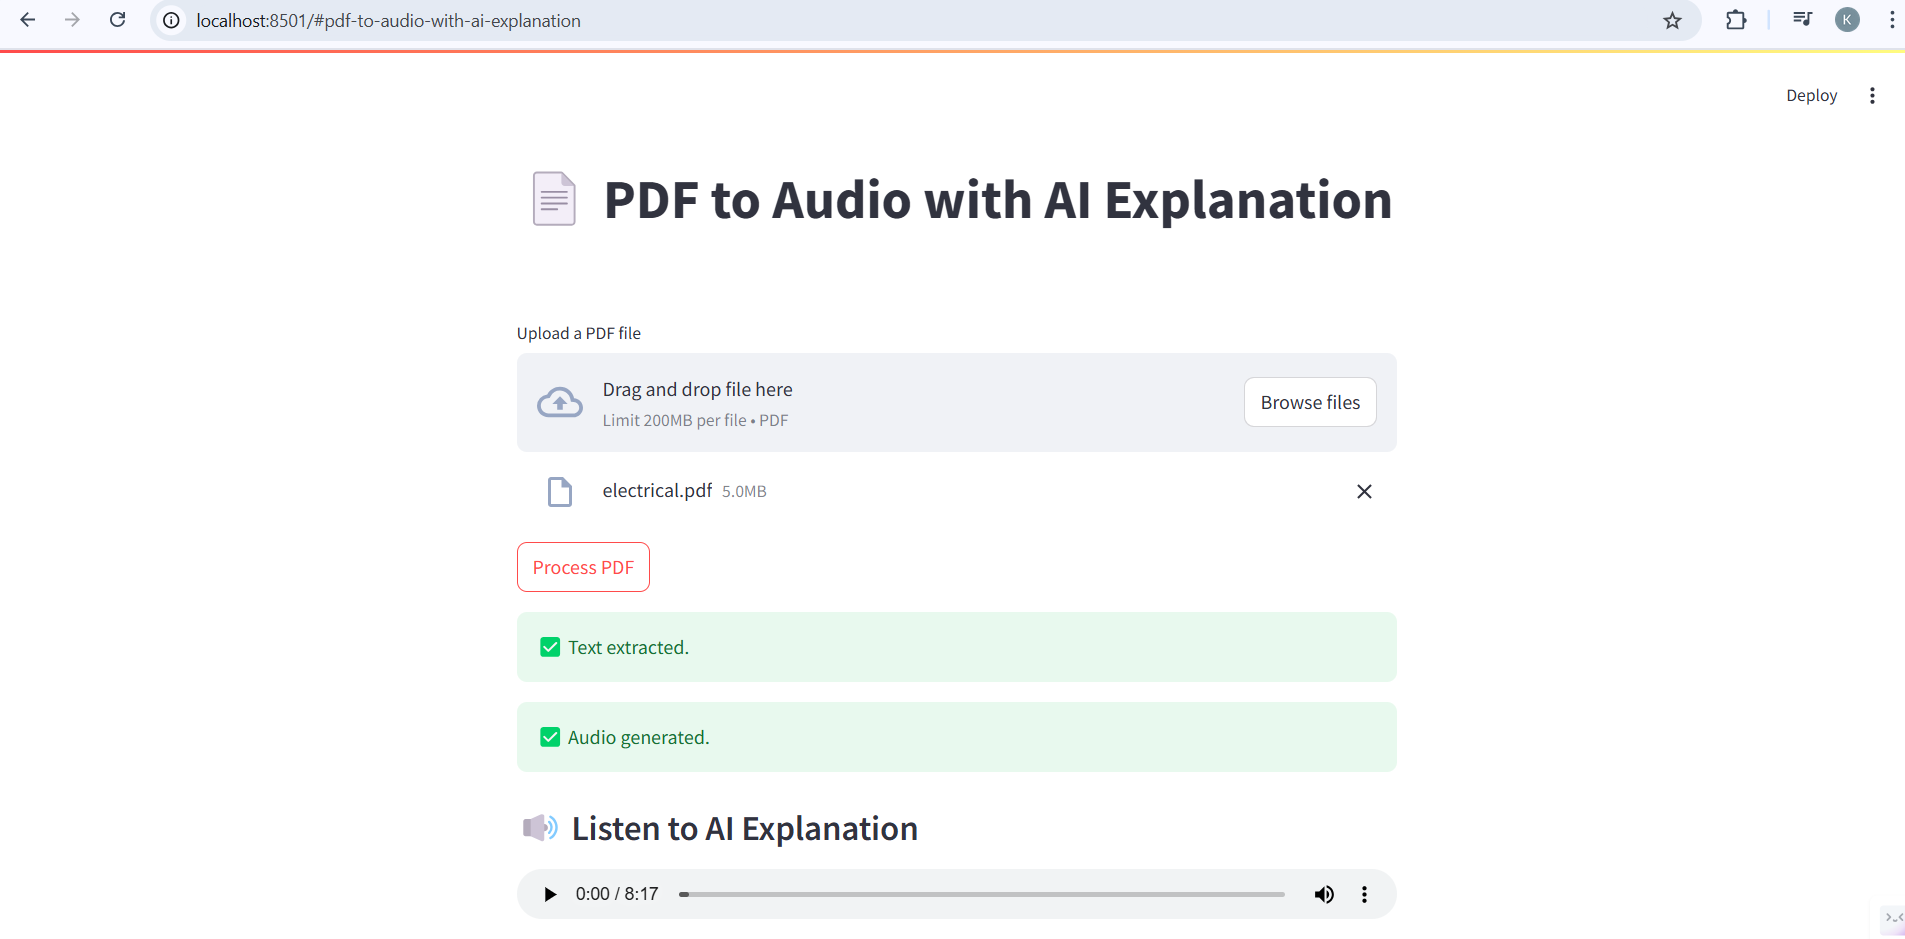 localhost:8501/#pdf-to-audio-with-ai-explanation
K
Deploy
PDF to Audio with AI Explanation
Upload a PDF file
Drag and drop file here
Limit 200MB per file • PDF
Browse files
electrical.pdf 5.0MB
Process PDF
Text extracted.
Audio generated.
Listen to AI Explanation
0:00 / 8:17